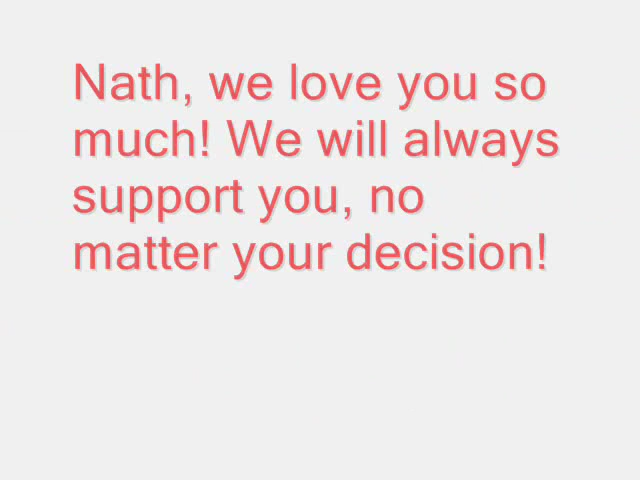 Nath, we love you so
much! We will always
support you, no
matter your decision!